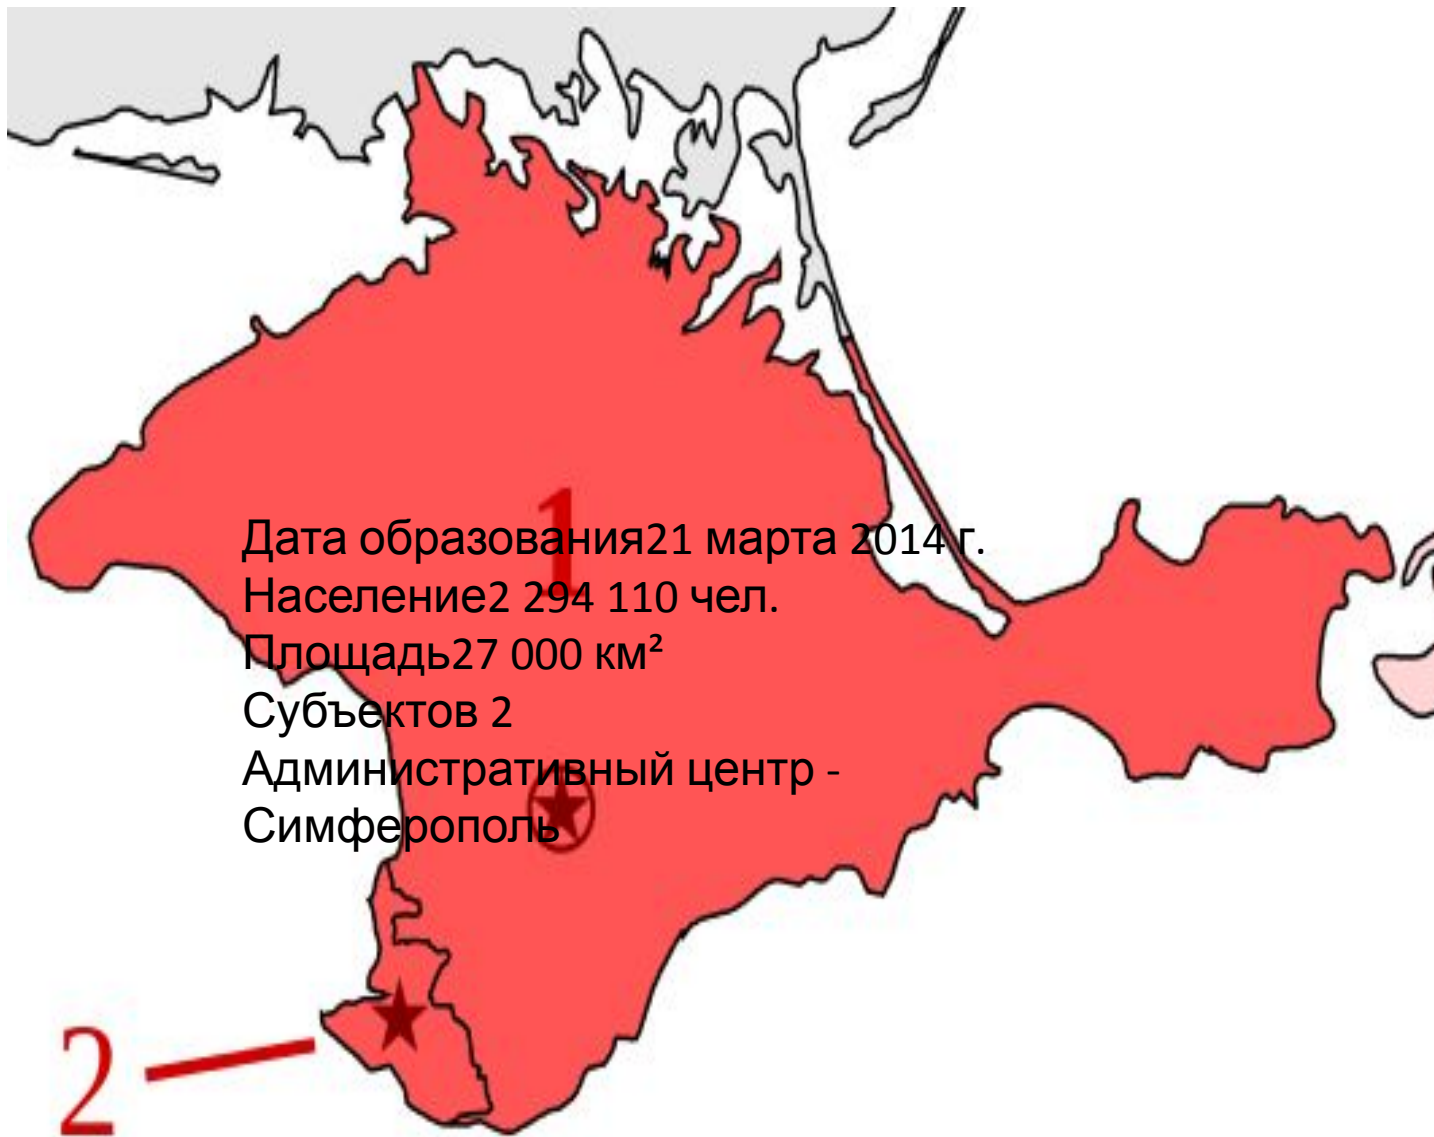 1
Дата образования21 марта 2014 г.
Население2 294 110 чел.
Площадь27 000 км²
Субъектов 2
Административный центр -
Симферополь
2